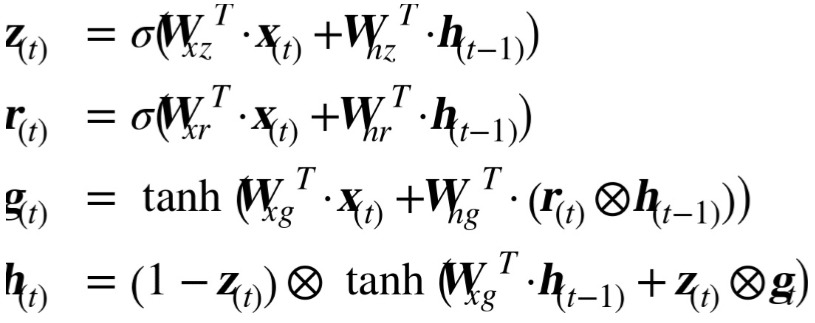 z(t) = σ(Wxz^T · x(t) + Whz^T · h(t−1))
r(t) = σ(Wxr^T · x(t) + Whr^T · h(t−1))
g(t) = tanh (Wxg^T · x(t) + Whg^T · (r(t) ⊗ h(t−1)))
h(t) = (1 − z(t)) ⊗ tanh (Wxg^T · h(t−1) + z(t) ⊗ gt)